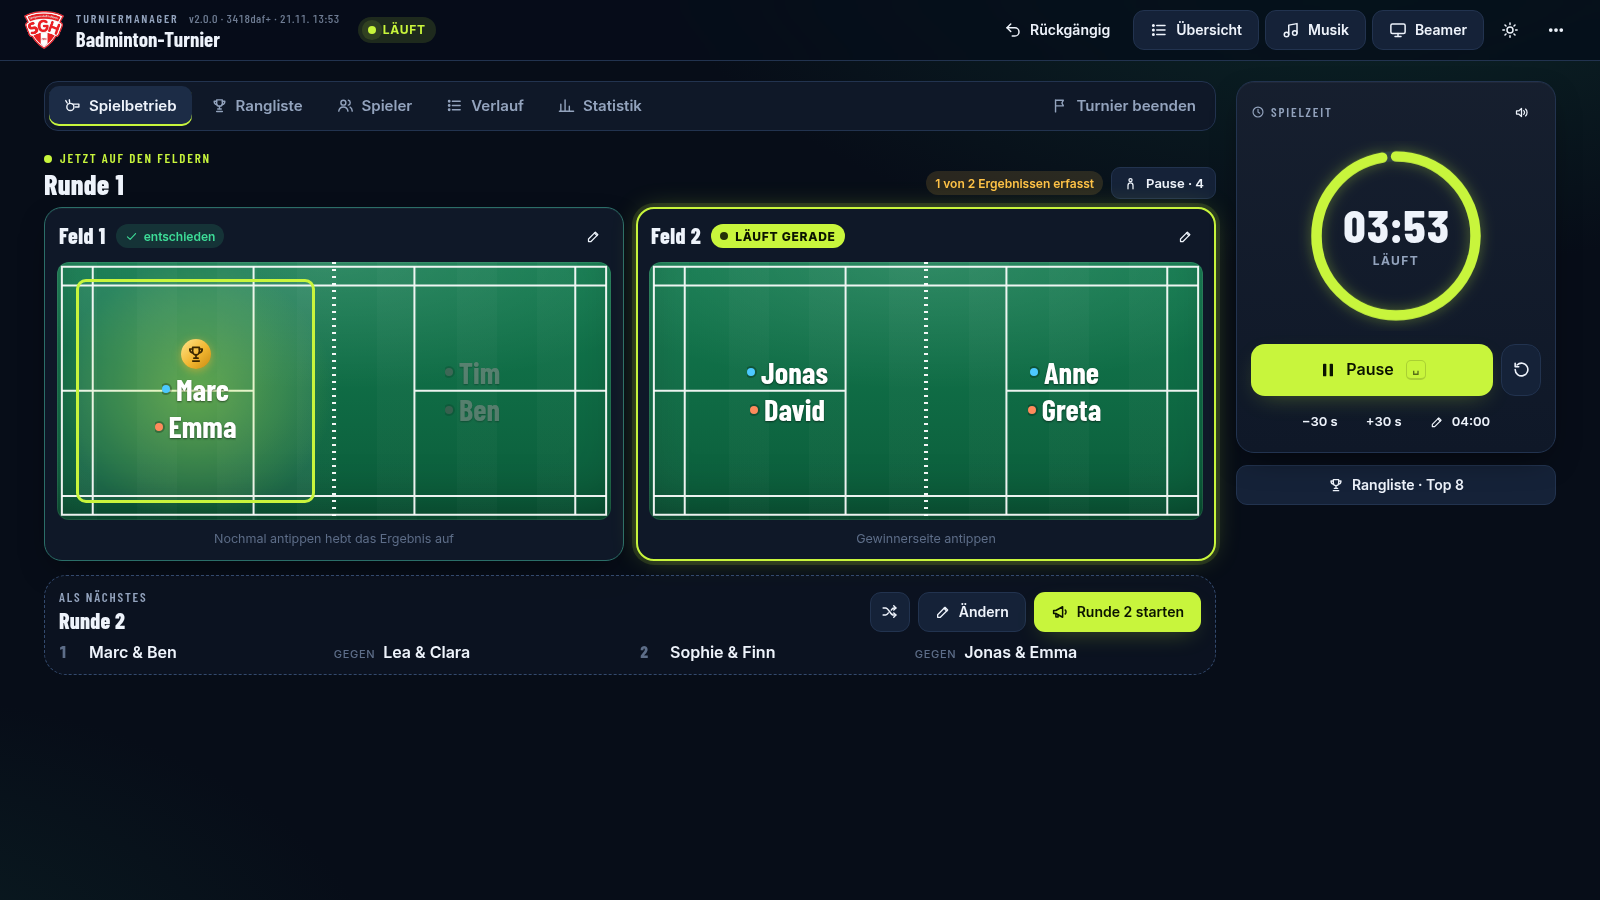 SGH
TURNIERMANAGER v2.0.0 · 3418daf+ · 21.11. 13:53
Badminton-Turnier
LÄUFT
Rückgängig
Übersicht
Musik
Beamer
Spielbetrieb
Rangliste
Spieler
Verlauf
Statistik
Turnier beenden
JETZT AUF DEN FELDERN
Runde 1
1 von 2 Ergebnissen erfasst
Pause · 4
Feld 1
entschieden
Marc
Emma
Tim
Ben
Nochmal antippen hebt das Ergebnis auf
Feld 2
LÄUFT GERADE
Jonas
David
Anne
Greta
Gewinnerseite antippen
ALS NÄCHSTES
Runde 2
Ändern
Runde 2 starten
1 Marc & Ben GEGEN Lea & Clara
2 Sophie & Finn GEGEN Jonas & Emma
SPIELZEIT
03:53
LÄUFT
Pause ␣
−30 s
+30 s
04:00
Rangliste · Top 8